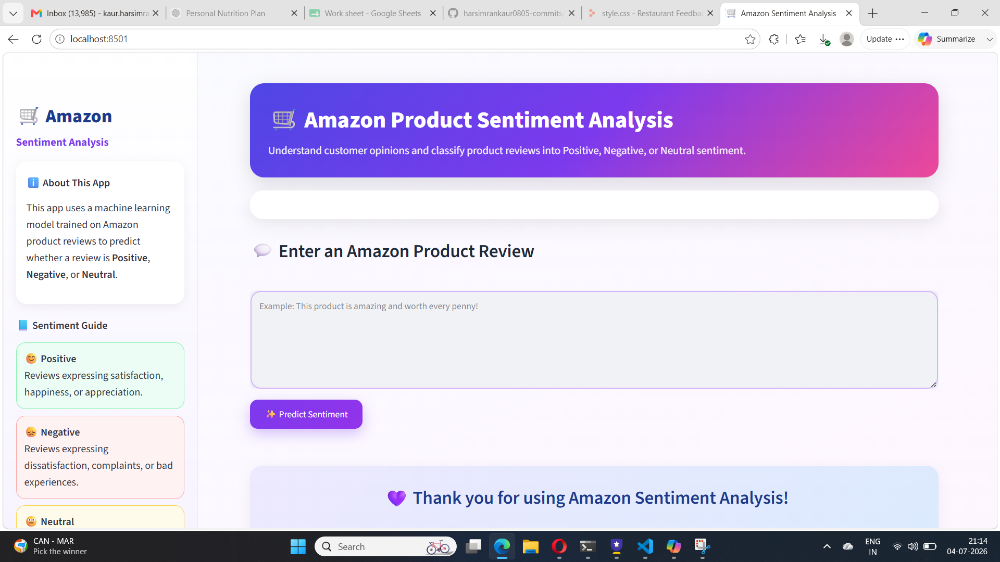 Inbox (13,985) - kaur.harsimra
Personal Nutrition Plan
Work sheet - Google Sheets
harsimrankaur0805-commits/
style.css - Restaurant Feedbac
Amazon Sentiment Analysis
localhost:8501
Update
Summarize
Amazon
Sentiment Analysis
About This App
This app uses a machine learning
model trained on Amazon
product reviews to predict
whether a review is Positive,
Negative, or Neutral.
Sentiment Guide
Positive
Reviews expressing satisfaction,
happiness, or appreciation.
Negative
Reviews expressing
dissatisfaction, complaints, or bad
experiences.
Neutral
Amazon Product Sentiment Analysis
Understand customer opinions and classify product reviews into Positive, Negative, or Neutral sentiment.
Enter an Amazon Product Review
Example: This product is amazing and worth every penny!
Predict Sentiment
Thank you for using Amazon Sentiment Analysis!
CAN - MAR
Pick the winner
Search
ENG
IN
21:14
04-07-2026